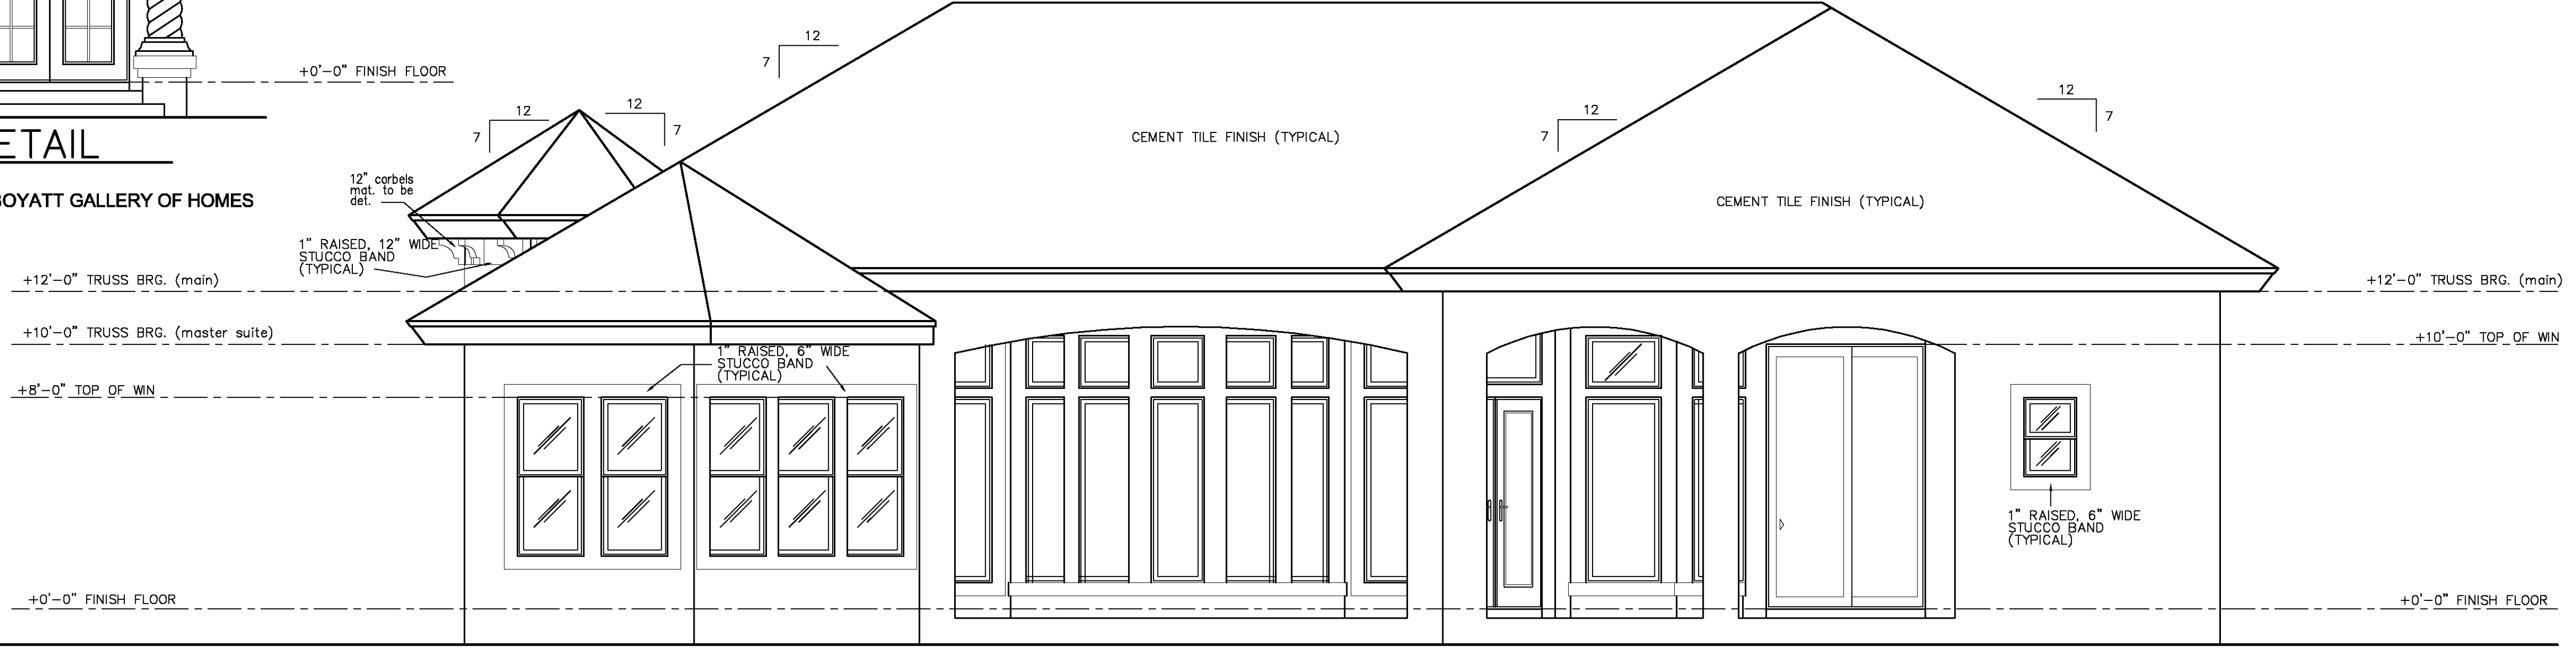 +0'-0" FINISH FLOOR
ETAIL
BOYATT GALLERY OF HOMES
12
7
12
7
12
7
12
7
12
7
12" corbels
mat. to be
det.
1" RAISED, 12" WIDE
STUCCO BAND
(TYPICAL)
CEMENT TILE FINISH (TYPICAL)
CEMENT TILE FINISH (TYPICAL)
+12'-0" TRUSS BRG. (main)
+12'-0" TRUSS BRG. (main)
+10'-0" TRUSS BRG. (master suite)
+10'-0" TOP OF WIN
1" RAISED, 6" WIDE
STUCCO BAND
(TYPICAL)
+8'-0" TOP OF WIN
1" RAISED, 6" WIDE
STUCCO BAND
(TYPICAL)
+0'-0" FINISH FLOOR
+0'-0" FINISH FLOOR